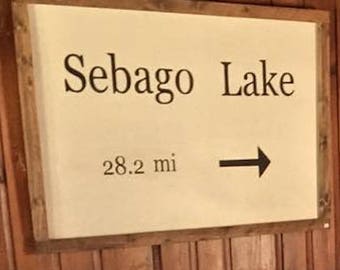 Sebago Lake
28.2 mi →